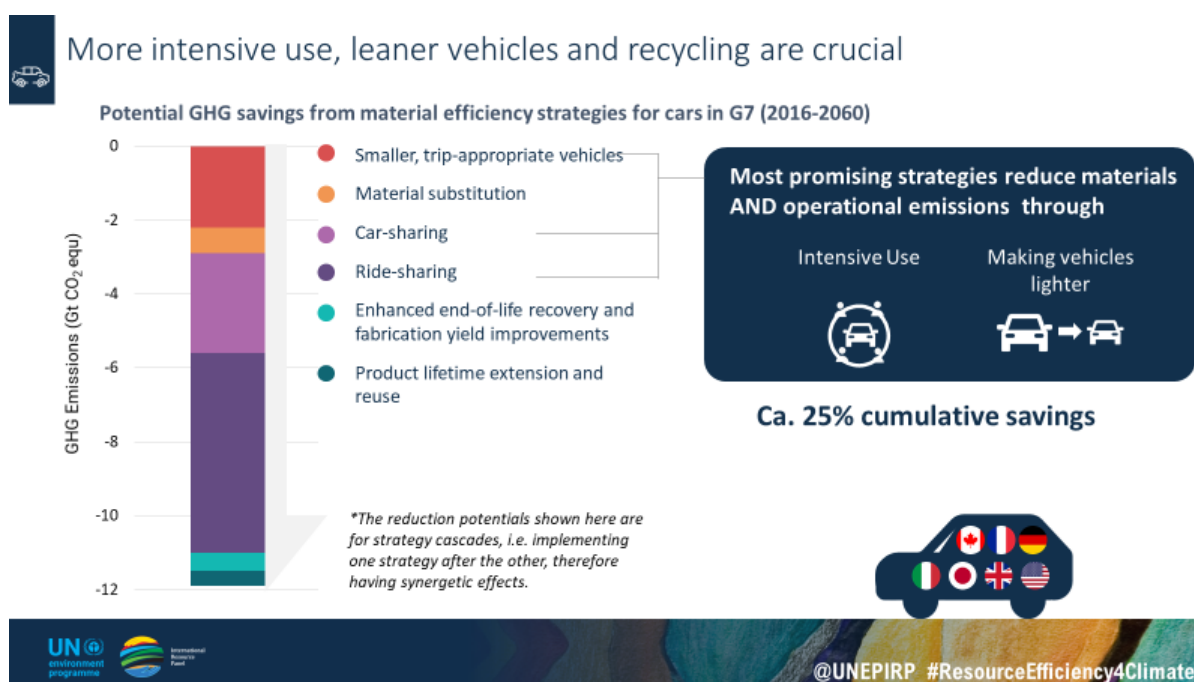 More intensive use, leaner vehicles and recycling are crucial
Potential GHG savings from material efficiency strategies for cars in G7 (2016-2060)
GHG Emissions (Gt CO₂ equ)
0
-2
-4
-6
-8
-10
-12
Smaller, trip-appropriate vehicles
Material substitution
Car-sharing
Ride-sharing
Enhanced end-of-life recovery and
fabrication yield improvements
Product lifetime extension and
reuse
*The reduction potentials shown here are
for strategy cascades, i.e. implementing
one strategy after the other, therefore
having synergetic effects.
Most promising strategies reduce materials
AND operational emissions through
Intensive Use
Making vehicles
lighter
Ca. 25% cumulative savings
UN
environment
programme
International
Resource
Panel
@UNEPIRP #ResourceEfficiency4Climate